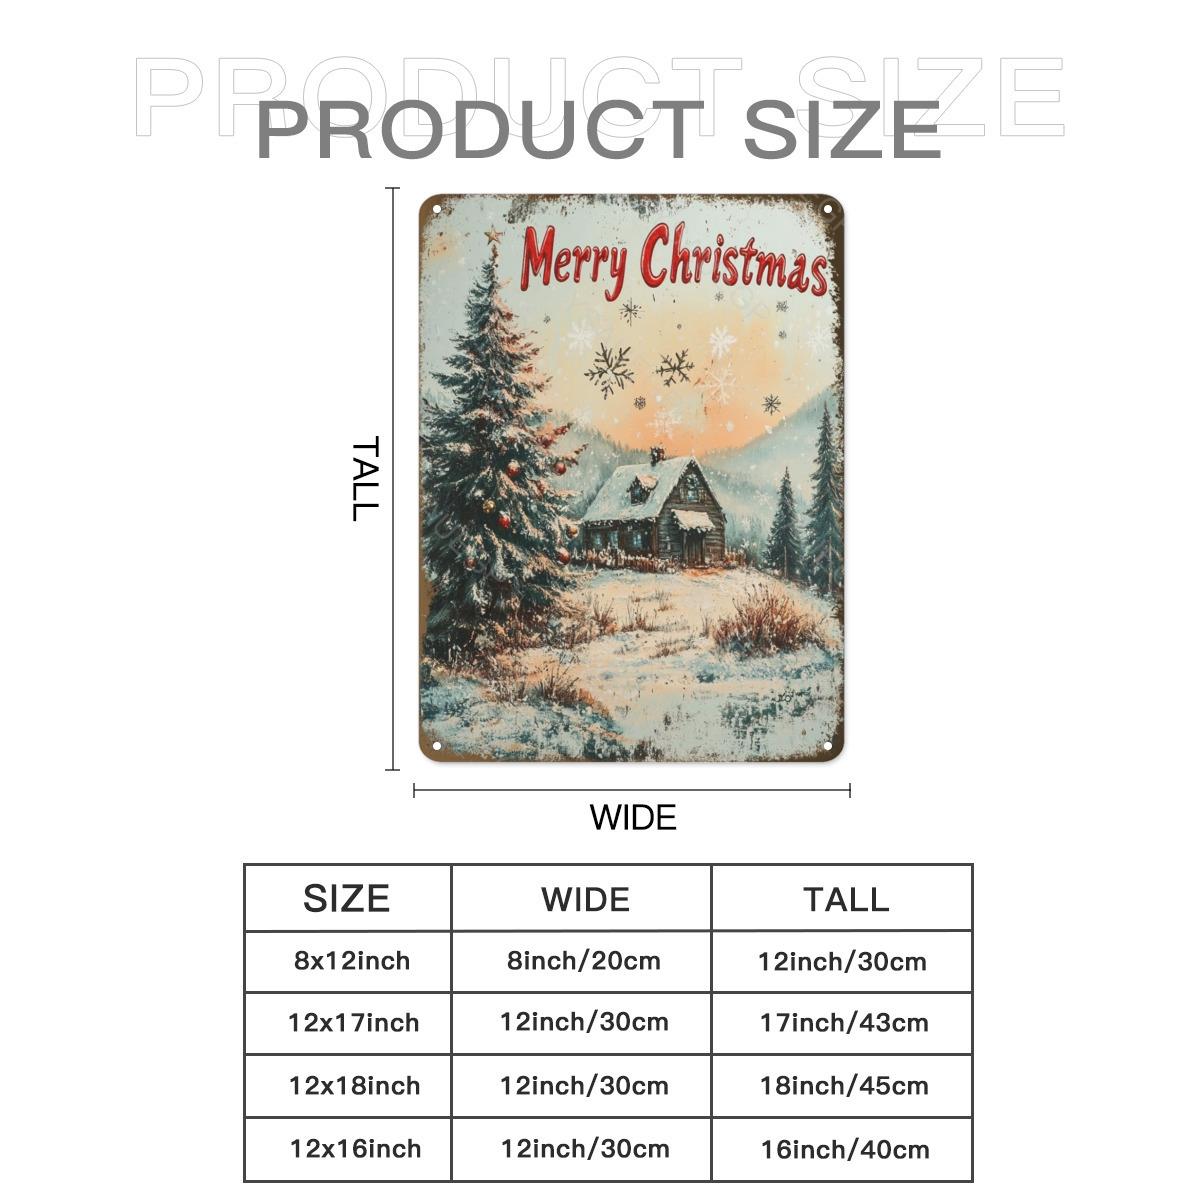 PRODUCT SIZE
PRODUCT SIZE
Merry Christmas
TALL
WIDE
SIZE WIDE TALL
8x12inch 8inch/20cm 12inch/30cm
12x17inch 12inch/30cm 17inch/43cm
12x18inch 12inch/30cm 18inch/45cm
12x16inch 12inch/30cm 16inch/40cm